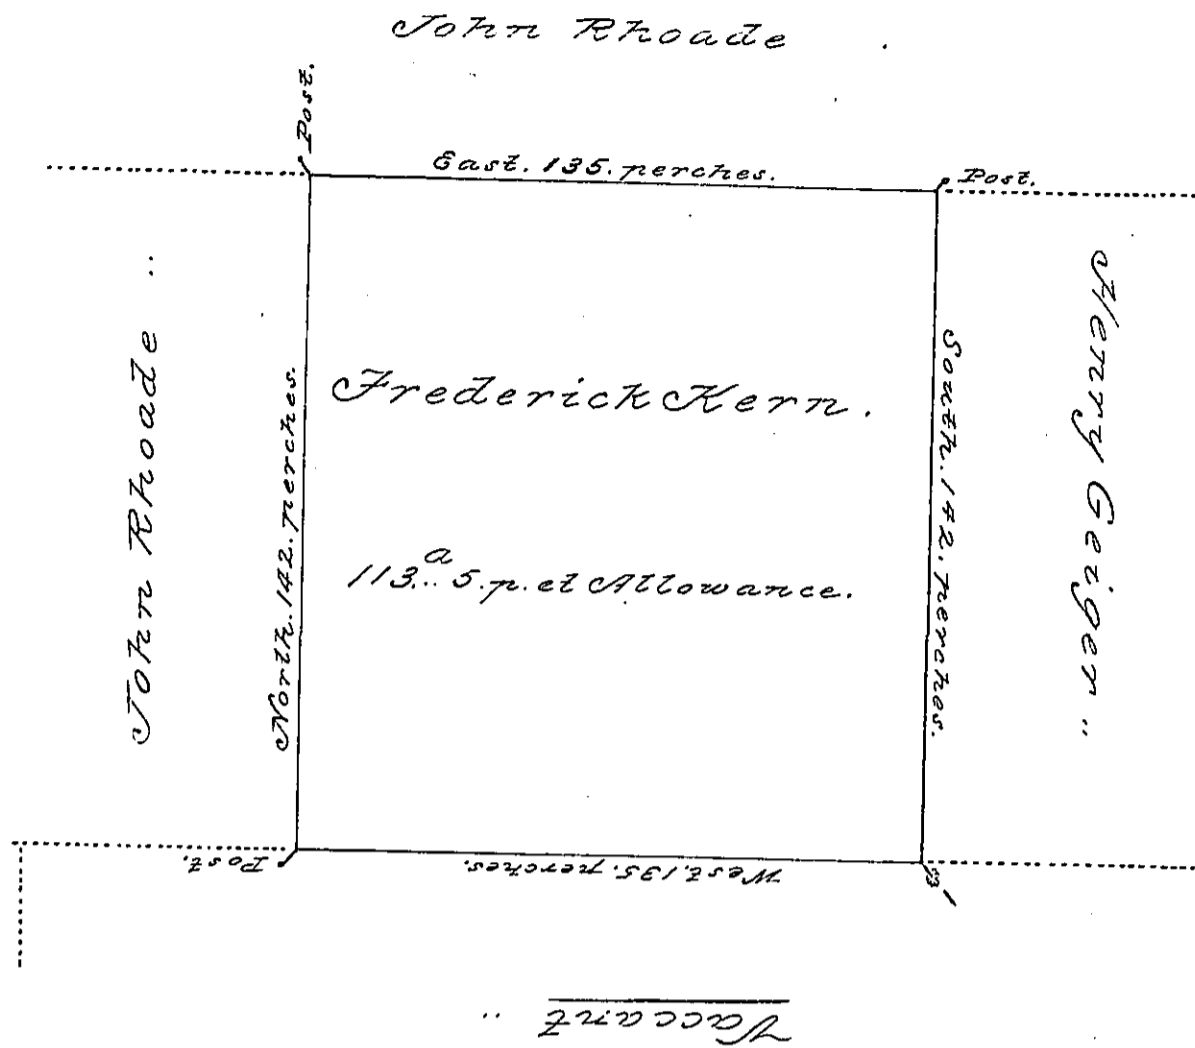 John Rhoade
Post.
East. 135. perches.
Post.
John Rhoade ..
North. 142. perches.
Frederick Kern.
113.a.. 5. p. et Allowance.
South. 142. perches.
Henry Geiger ..
Post.
West. 135. perches.
Vaccant ..